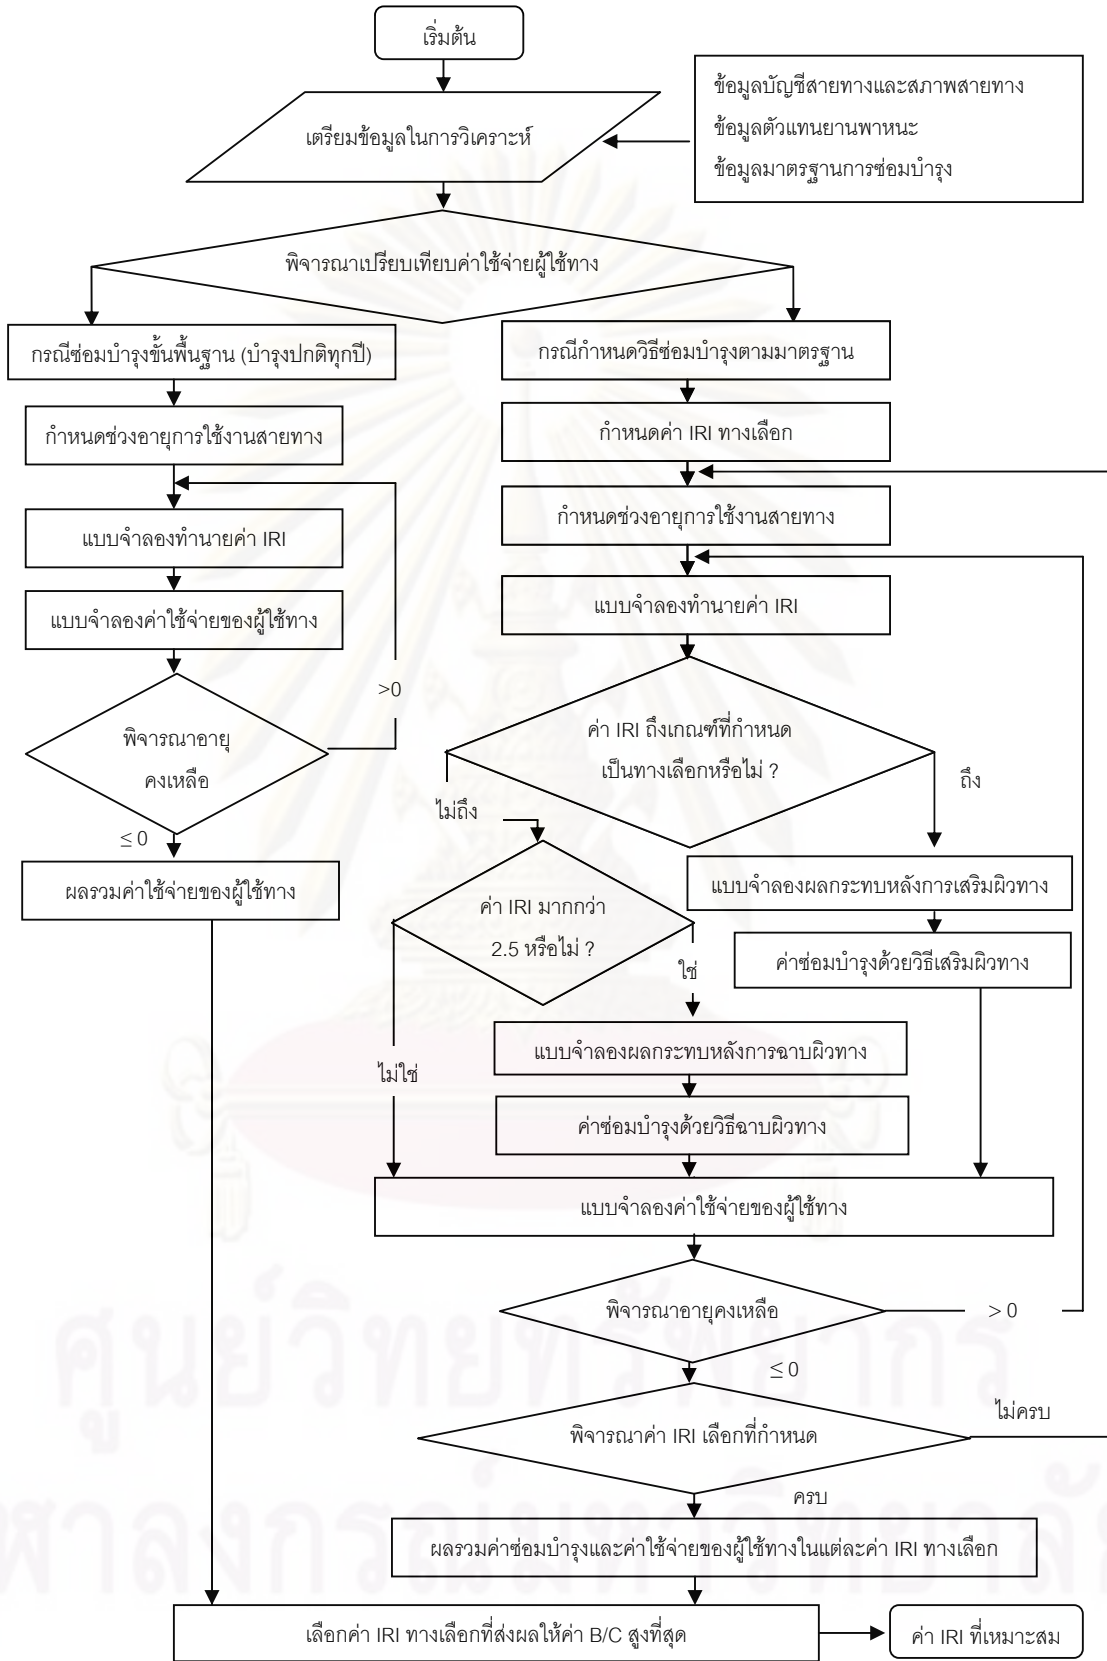 เริ่มต้น
ข้อมูลบัญชีสายทางและสภาพสายทาง
ข้อมูลตัวแทนยานพาหนะ
ข้อมูลมาตรฐานการซ่อมบำรุง
เตรียมข้อมูลในการวิเคราะห์
พิจารณาเปรียบเทียบค่าใช้จ่ายผู้ใช้ทาง
กรณีซ่อมบำรุงขั้นพื้นฐาน (บำรุงปกติทุกปี)
กำหนดช่วงอายุการใช้งานสายทาง
แบบจำลองทำนายค่า IRI
แบบจำลองค่าใช้จ่ายของผู้ใช้ทาง
>0
พิจารณาอายุ
คงเหลือ
≤ 0
ผลรวมค่าใช้จ่ายของผู้ใช้ทาง
กรณีกำหนดวิธีซ่อมบำรุงตามมาตรฐาน
กำหนดค่า IRI ทางเลือก
กำหนดช่วงอายุการใช้งานสายทาง
แบบจำลองทำนายค่า IRI
ค่า IRI ถึงเกณฑ์ที่กำหนด
เป็นทางเลือกหรือไม่ ?
ถึง
ไม่ถึง
แบบจำลองผลกระทบหลังการเสริมผิวทาง
ค่าซ่อมบำรุงด้วยวิธีเสริมผิวทาง
ค่า IRI มากกว่า
2.5 หรือไม่ ?
ใช่
ไม่ใช่
แบบจำลองผลกระทบหลังการฉาบผิวทาง
ค่าซ่อมบำรุงด้วยวิธีฉาบผิวทาง
แบบจำลองค่าใช้จ่ายของผู้ใช้ทาง
พิจารณาอายุคงเหลือ
> 0
≤ 0
พิจารณาค่า IRI เลือกที่กำหนด
ไม่ครบ
ครบ
ผลรวมค่าซ่อมบำรุงและค่าใช้จ่ายของผู้ใช้ทางในแต่ละค่า IRI ทางเลือก
เลือกค่า IRI ทางเลือกที่ส่งผลให้ค่า B/C สูงที่สุด
ค่า IRI ที่เหมาะสม
ศูนย์วิทยทรัพยากร
ฬาลงกรณ์มหาวิทยาลัย